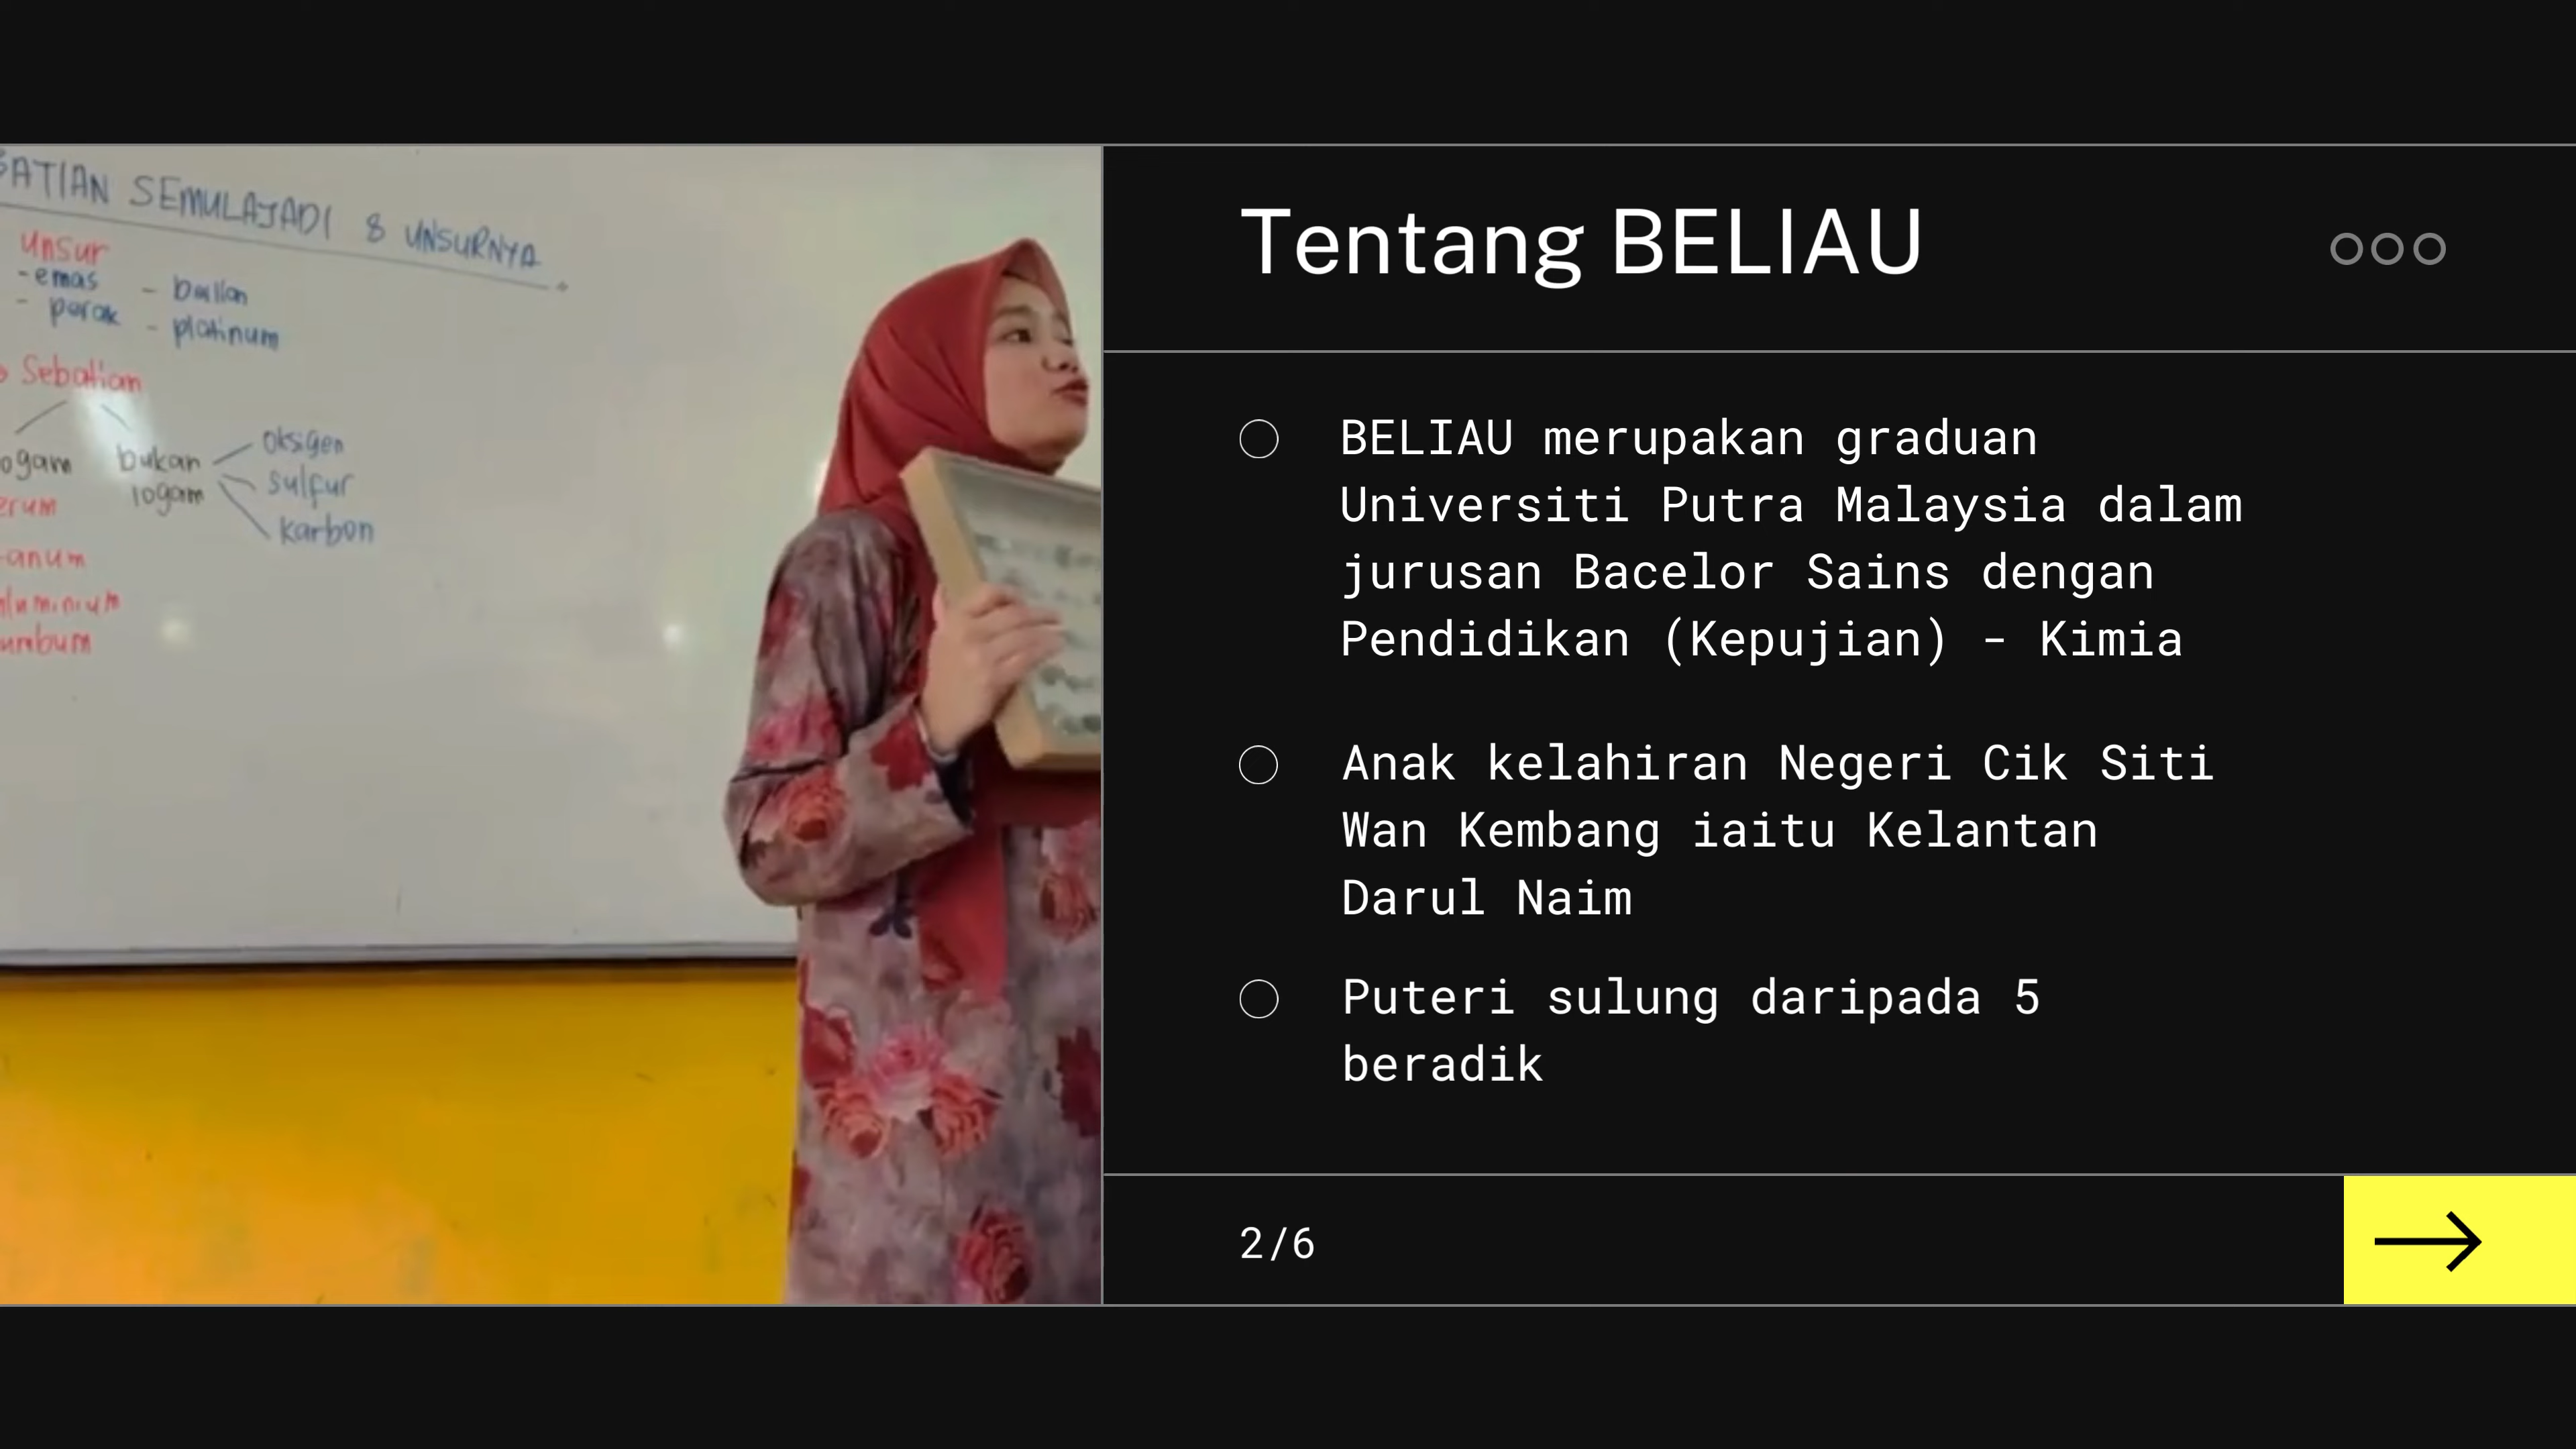 SEMULAJADI & UNSURNYA
unsur
- emas
- perak
- platinum
Sebatian
bukan
logam
oksigen
sulfur
karbon
Tentang BELIAU
BELIAU merupakan graduan
Universiti Putra Malaysia dalam
jurusan Bacelor Sains dengan
Pendidikan (Kepujian) - Kimia
Anak kelahiran Negeri Cik Siti
Wan Kembang iaitu Kelantan
Darul Naim
Puteri sulung daripada 5
beradik
2/6